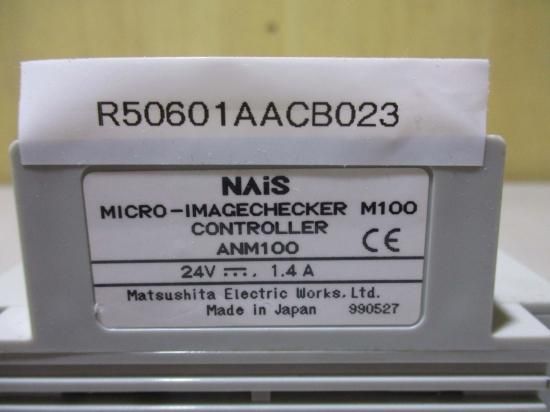 R50601AACB023
NAiS
MICRO-IMAGECHECKER M100
CONTROLLER
ANM100
CE
24V ⎓, 1.4 A
Matsushita Electric Works, Ltd.
Made in Japan 990527